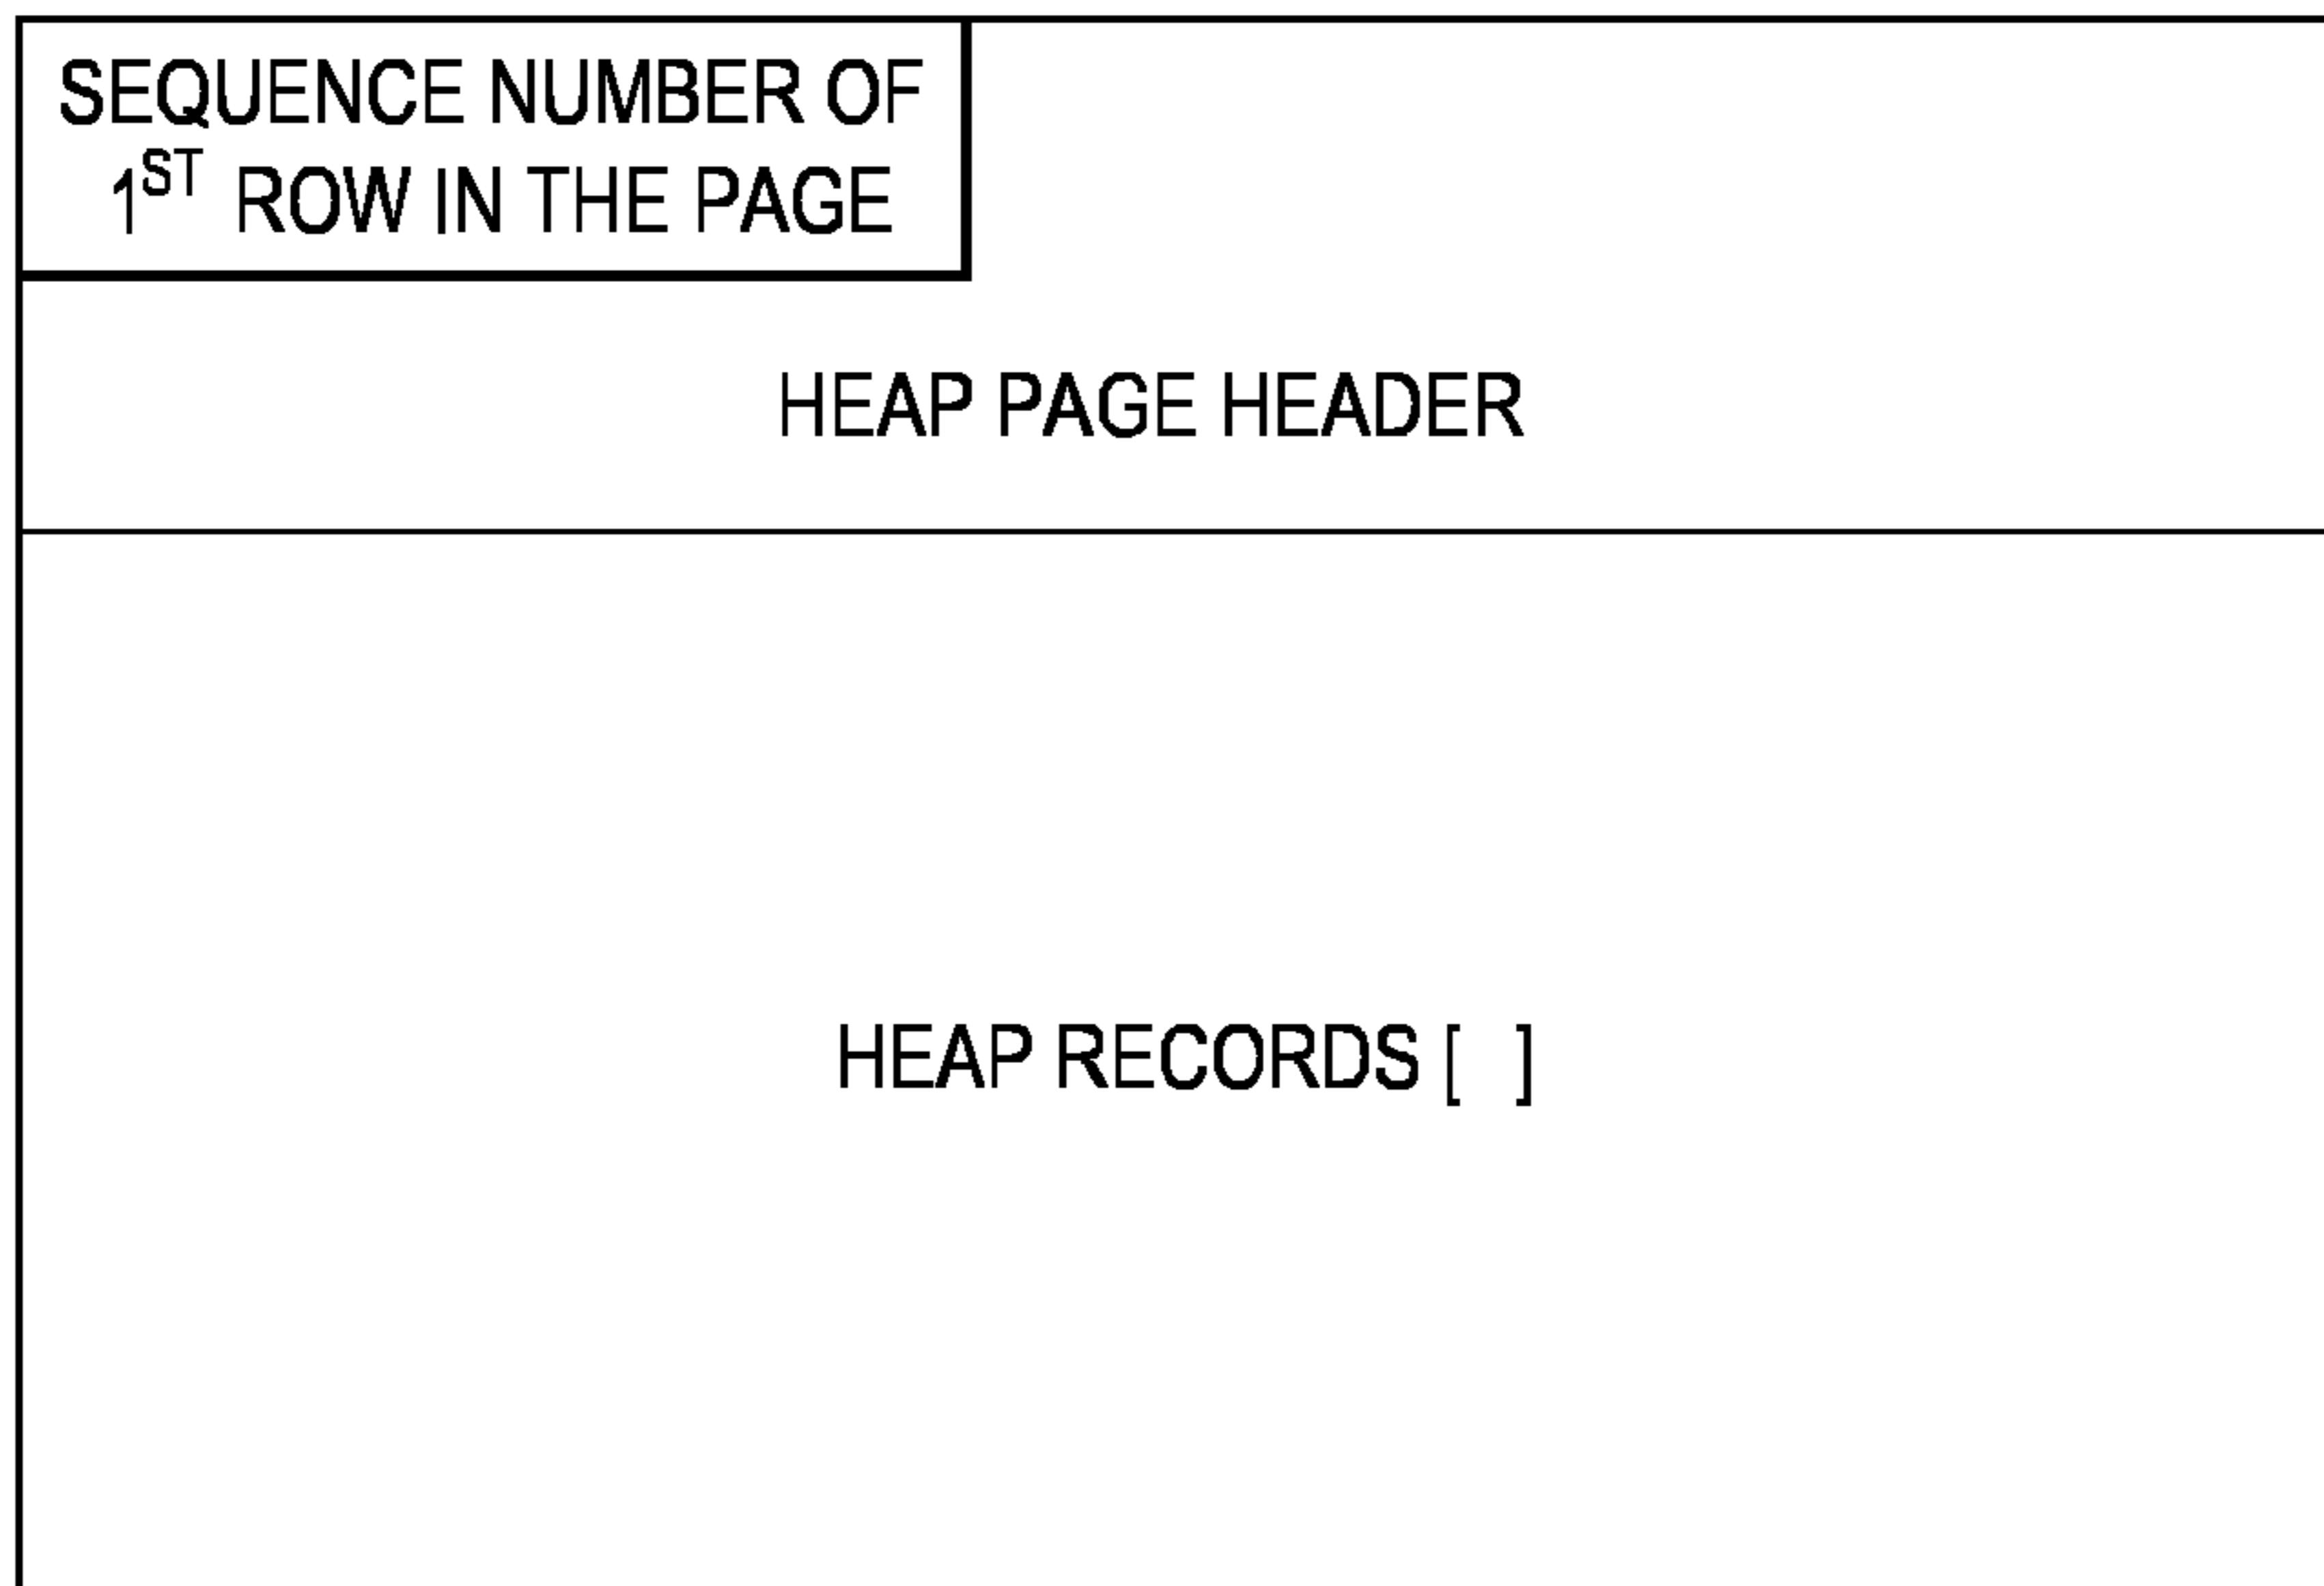 SEQUENCE NUMBER OF
1ST ROW IN THE PAGE
HEAP PAGE HEADER
HEAP RECORDS [ ]